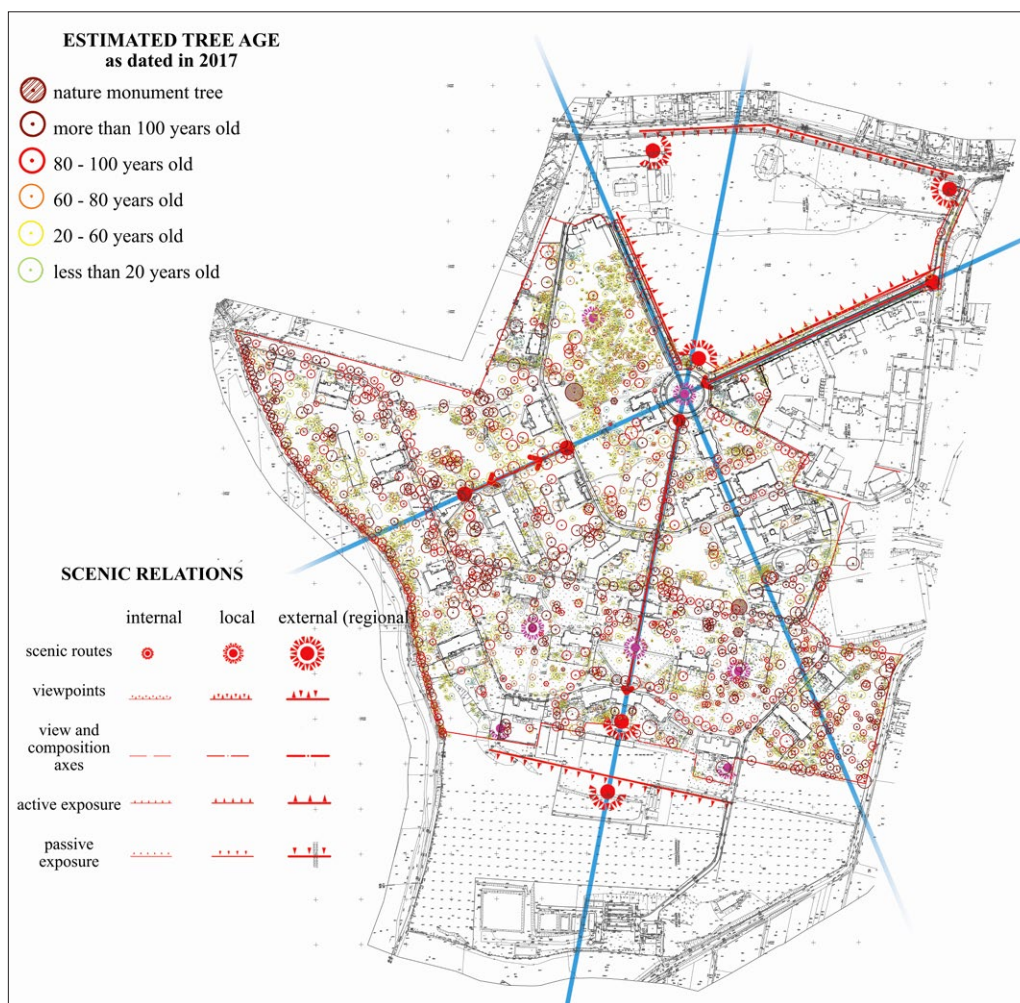 ESTIMATED TREE AGE
as dated in 2017
nature monument tree
more than 100 years old
80 - 100 years old
60 - 80 years old
20 - 60 years old
less than 20 years old
SCENIC RELATIONS
internal local external (regional)
scenic routes
viewpoints
view and
composition
axes
active exposure
passive
exposure